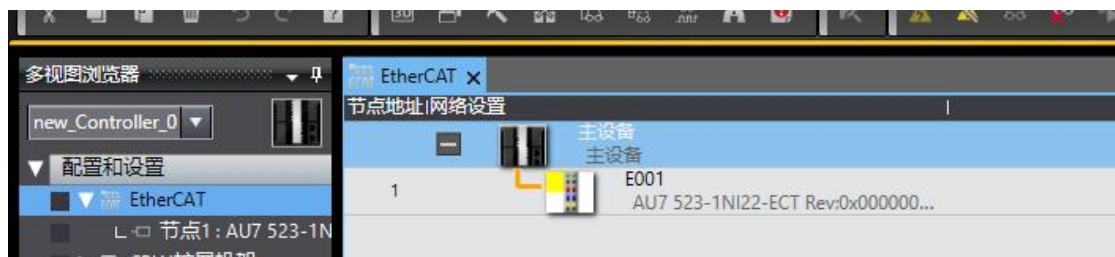 3D
多视图浏览器
EtherCAT
节点地址|网络设置
new_Controller_0
主设备
主设备
配置和设置
EtherCAT
1
E001
AU7 523-1NI22-ECT Rev:0x000000...
节点1 : AU7 523-1N